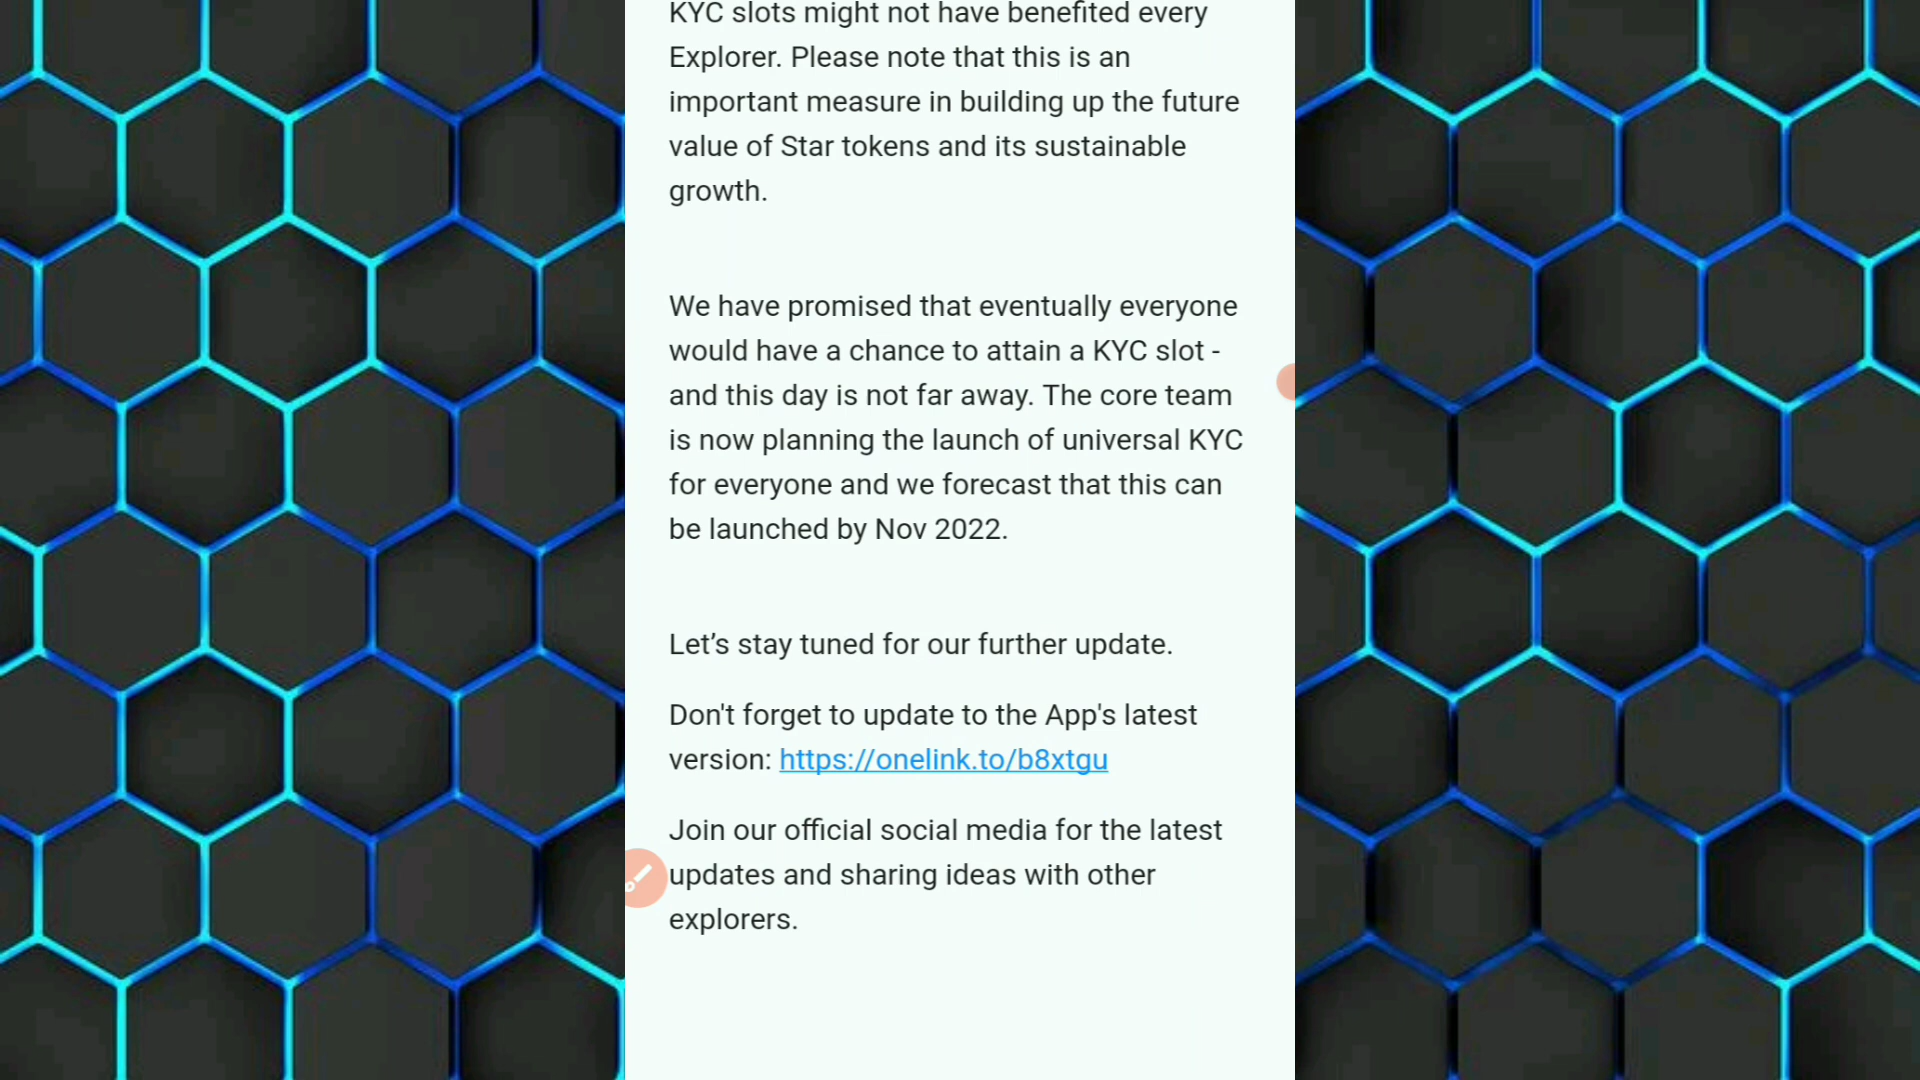 KYC slots might not have benefited every
Explorer. Please note that this is an
important measure in building up the future
value of Star tokens and its sustainable
growth.
We have promised that eventually everyone
would have a chance to attain a KYC slot -
and this day is not far away. The core team
is now planning the launch of universal KYC
for everyone and we forecast that this can
be launched by Nov 2022.
Let’s stay tuned for our further update.
Don't forget to update to the App's latest
version: https://onelink.to/b8xtgu
Join our official social media for the latest
updates and sharing ideas with other
explorers.